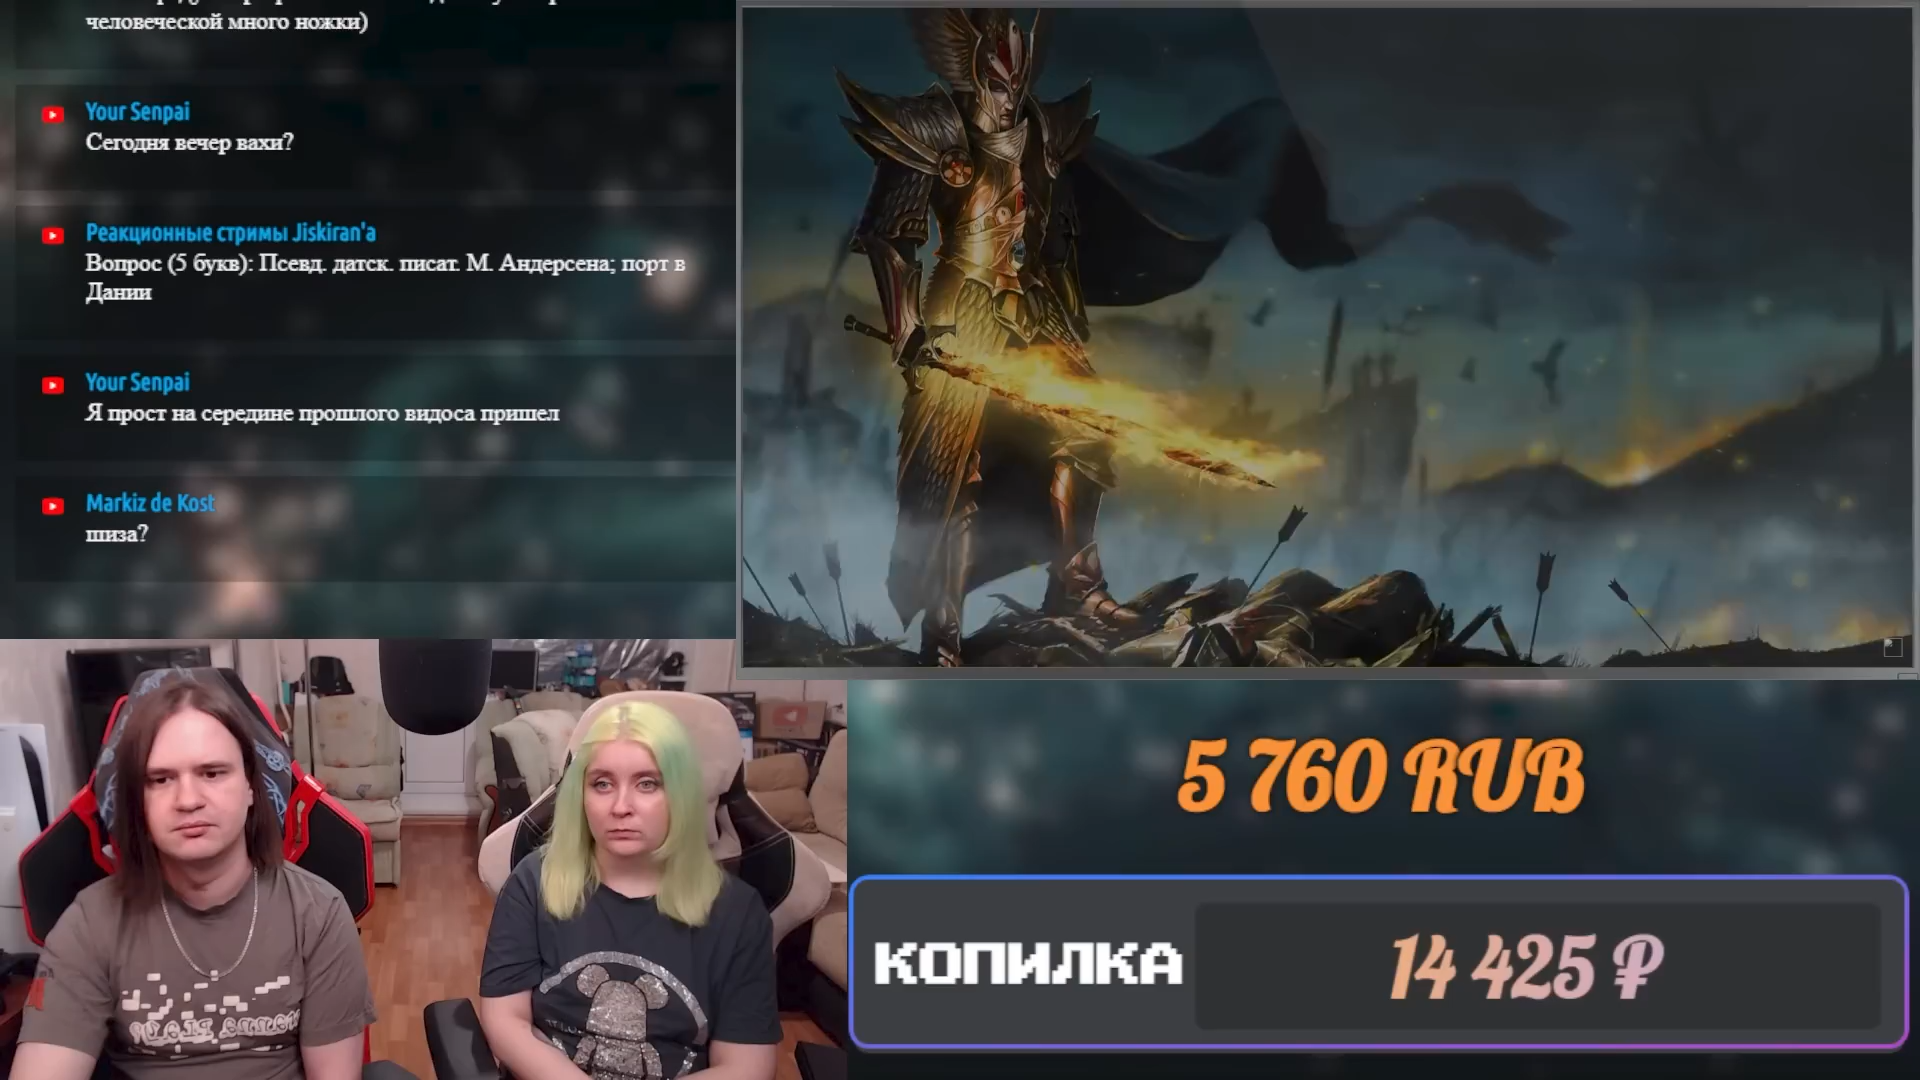 человеческой много ножки)
Your Senpai
Сегодня вечер вахи?
Реакционные стримы Jiskiran'a
Вопрос (5 букв): Псевд. датск. писат. М. Андерсена; порт в
Дании
Your Senpai
Я прост на середине прошлого видоса пришел
Markiz de Kost
шиза?
5 760 RUB
КОПИЛКА
14 425 ₽